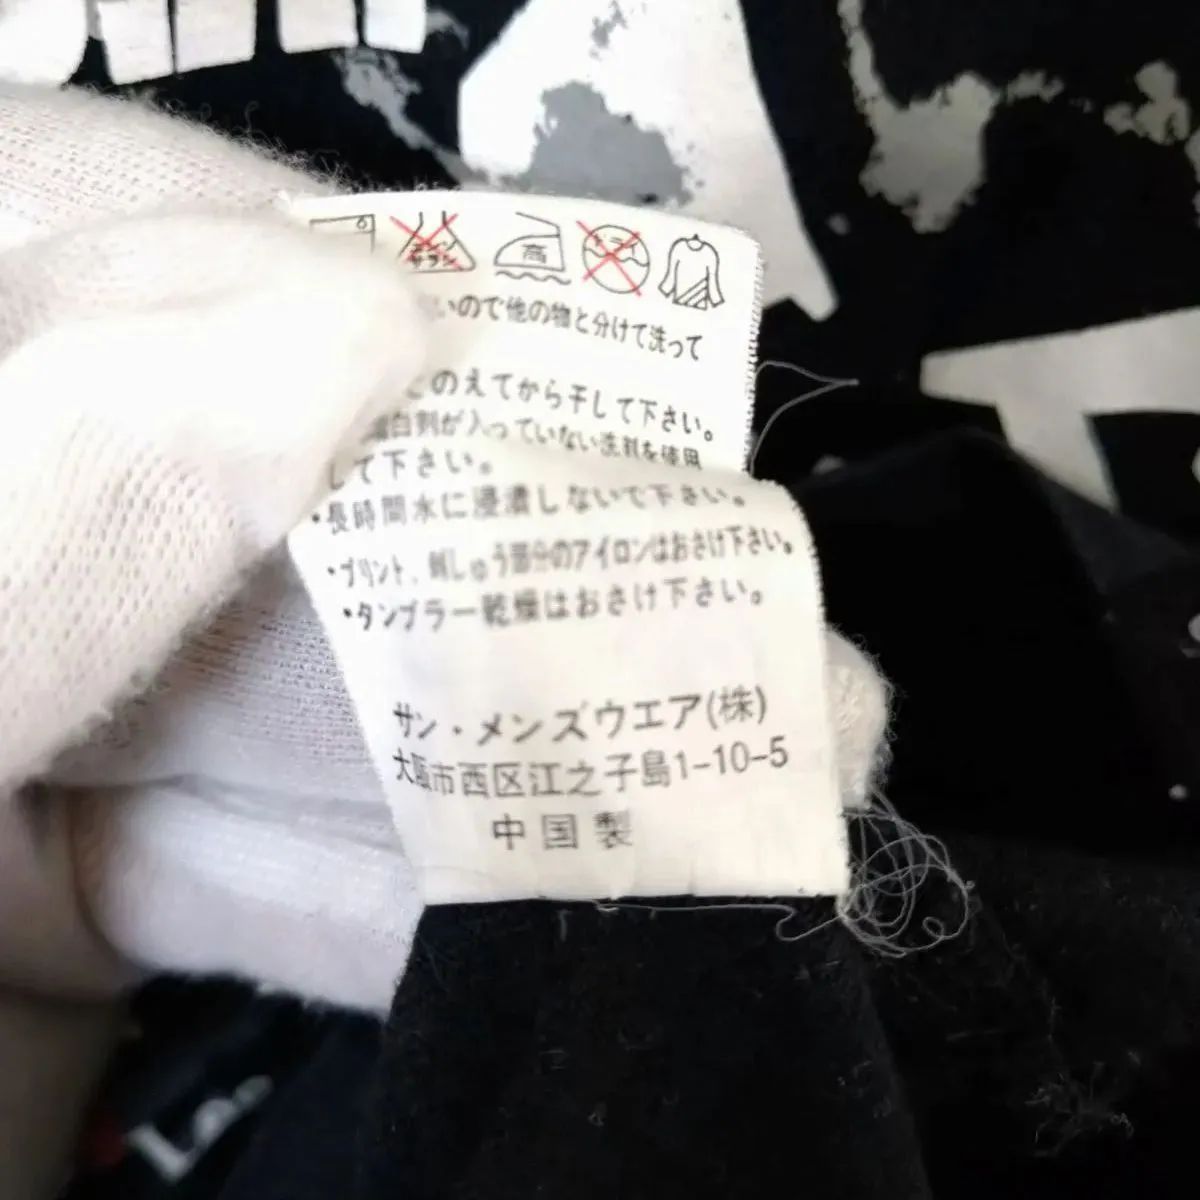 高
ドライ
いので他の物と分けて洗って
のえてから干して下さい。
白剤が入っていない洗剤を使用
して下さい。
・長時間水に浸漬しないで下さい。
・プリント、刺しゅう部分のアイロンはおさけ下さい。
・タンブラー乾燥はおさけ下さい。
サン・メンズウエア(株)
大阪市西区江之子島1-10-5
中国製